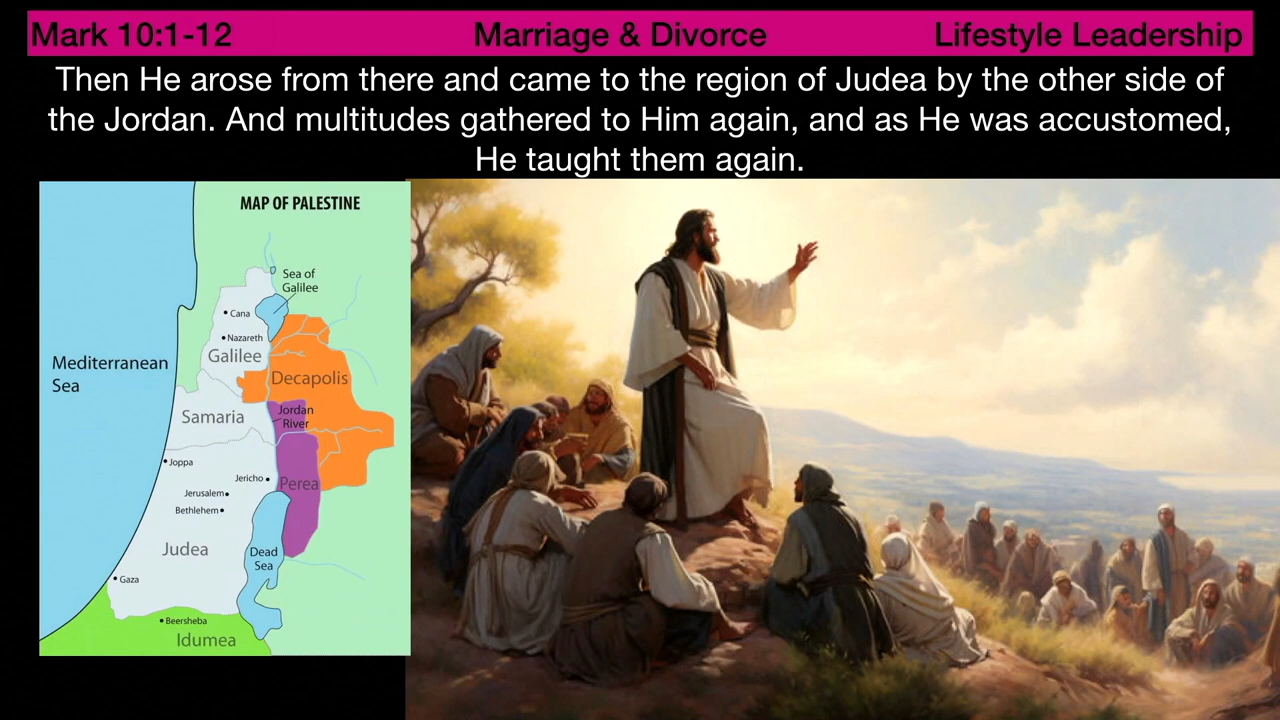 Mark 10:1-12 Marriage & Divorce Lifestyle Leadership
Then He arose from there and came to the region of Judea by the other side of
the Jordan. And multitudes gathered to Him again, and as He was accustomed,
He taught them again.
MAP OF PALESTINE
Sea of
Galilee
Cana
Nazareth
Galilee
Mediterranean
Sea
Decapolis
Samaria
Jordan
River
Joppa
Jericho
Perea
Jerusalem
Bethlehem
Judea
Dead
Sea
Gaza
Beersheba
Idumea